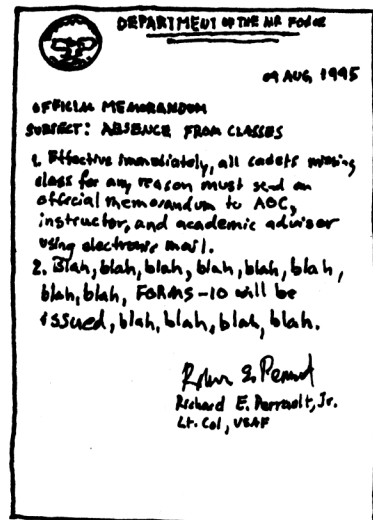 DEPARTMENT OF THE AIR FORCE
09 AUG 1995
OFFICIAL MEMORANDUM
SUBJECT: ABSENCE FROM CLASSES
1. Effective immediately, all cadets missing
class for any reason must send an
official memorandum to AOC,
instructor, and academic advisor
using electronic mail.
2. Blah, blah, blah, blah, blah, blah,
blah, blah, FORMS-10 will be
issued, blah, blah, blah, blah.
Richard E. Perrault, Jr.
Lt. Col, USAF